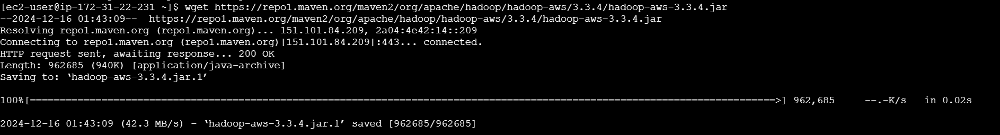 [ec2-user@ip-172-31-22-231 ~]$ wget https://repo1.maven.org/maven2/org/apache/hadoop/hadoop-aws/3.3.4/hadoop-aws-3.3.4.jar
--2024-12-16 01:43:09--  https://repo1.maven.org/maven2/org/apache/hadoop/hadoop-aws/3.3.4/hadoop-aws-3.3.4.jar
Resolving repo1.maven.org (repo1.maven.org)... 151.101.84.209, 2a04:4e42:14::209
Connecting to repo1.maven.org (repo1.maven.org)|151.101.84.209|:443... connected.
HTTP request sent, awaiting response... 200 OK
Length: 962685 (940K) [application/java-archive]
Saving to: ‘hadoop-aws-3.3.4.jar.1’
100%[=============================================================================================================================>] 962,685     --.-K/s   in 0.02s
2024-12-16 01:43:09 (42.3 MB/s) - ‘hadoop-aws-3.3.4.jar.1’ saved [962685/962685]